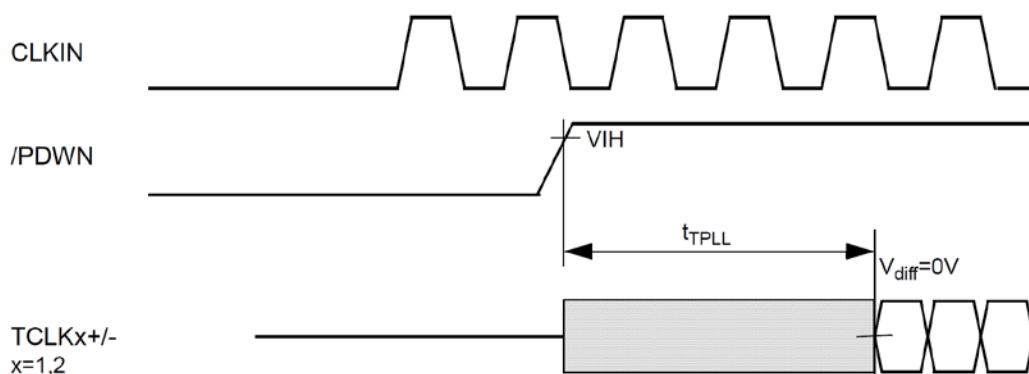 CLKIN
/PDWN
VIH
tTPLL
Vdiff=0V
TCLKx+/-
x=1,2